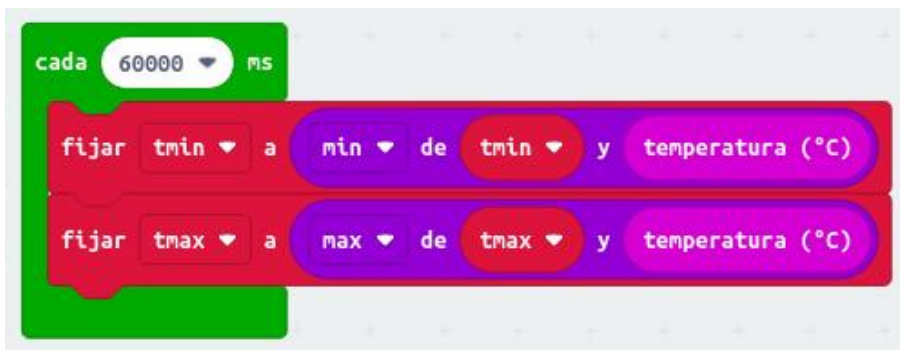 cada 60000 ms
fijar tmin a min de tmin y temperatura (°C)
fijar tmax a max de tmax y temperatura (°C)